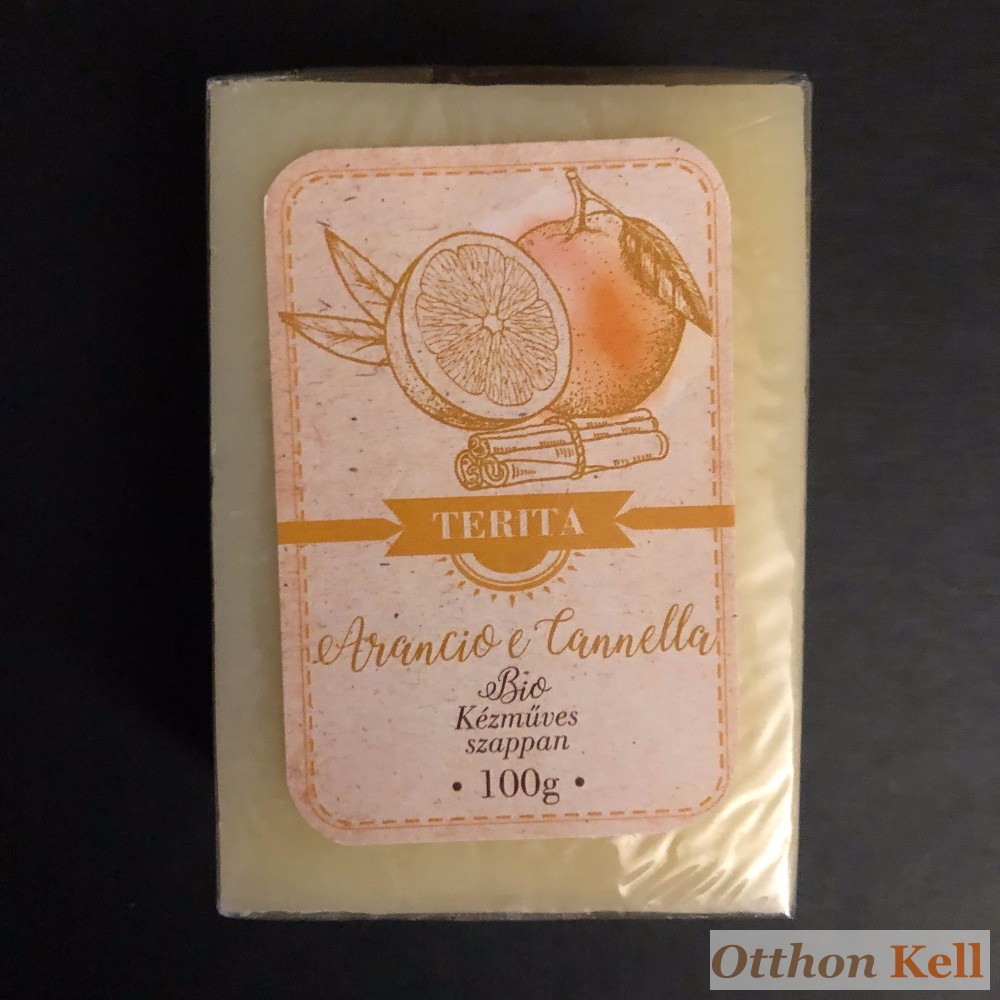 TERITA
Arancio e Cannella
Bio
Kézműves
szappan
• 100g •
Otthon Kell